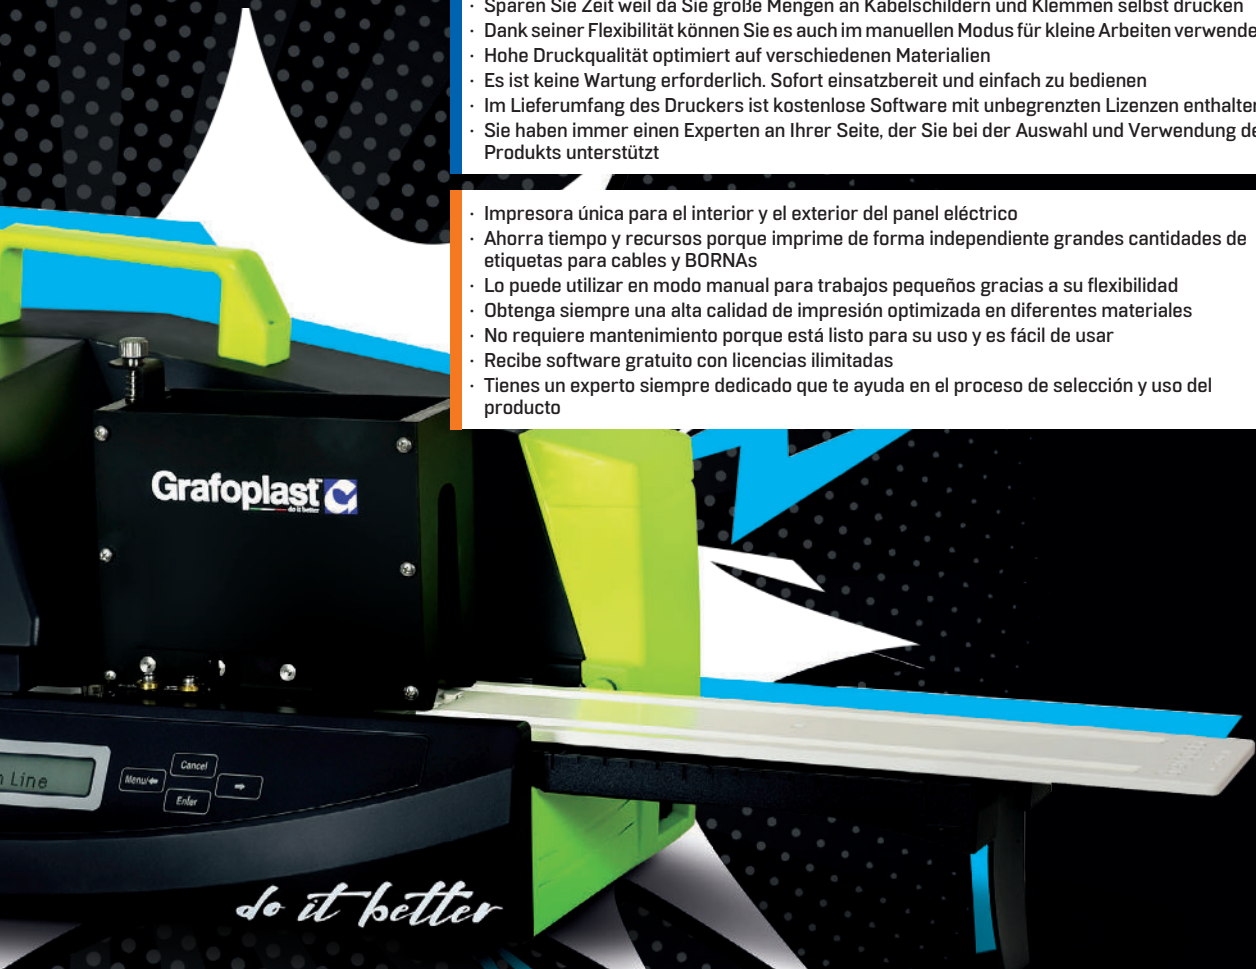 · Sparen Sie Zeit weil da Sie große Mengen an Kabelschildern und Klemmen selbst drucken
· Dank seiner Flexibilität können Sie es auch im manuellen Modus für kleine Arbeiten
· Hohe Druckqualität optimiert auf verschiedenen Materialien
· Es ist keine Wartung erforderlich. Sofort einsatzbereit und einfach zu bedienen
· Im Lieferumfang des Druckers ist kostenlose Software mit unbegrenzten Lizenzen
· Sie haben immer einen Experten an Ihrer Seite, der Sie bei der Auswahl und Verwendung
Produkts unterstützt
· Impresora única para el interior y el exterior del panel eléctrico
· Ahorra tiempo y recursos porque imprime de forma independiente grandes cantidades de
etiquetas para cables y BORNAs
· Lo puede utilizar en modo manual para trabajos pequeños gracias a su flexibilidad
· Obtenga siempre una alta calidad de impresión optimizada en diferentes materiales
· No requiere mantenimiento porque está listo para su uso y es fácil de usar
· Recibe software gratuito con licencias ilimitadas
· Tienes un experto siempre dedicado que te ayuda en el proceso de selección y uso del
producto
Grafoplast
do it better
Line
Menu/←
Cancel
Enter
→
do it better